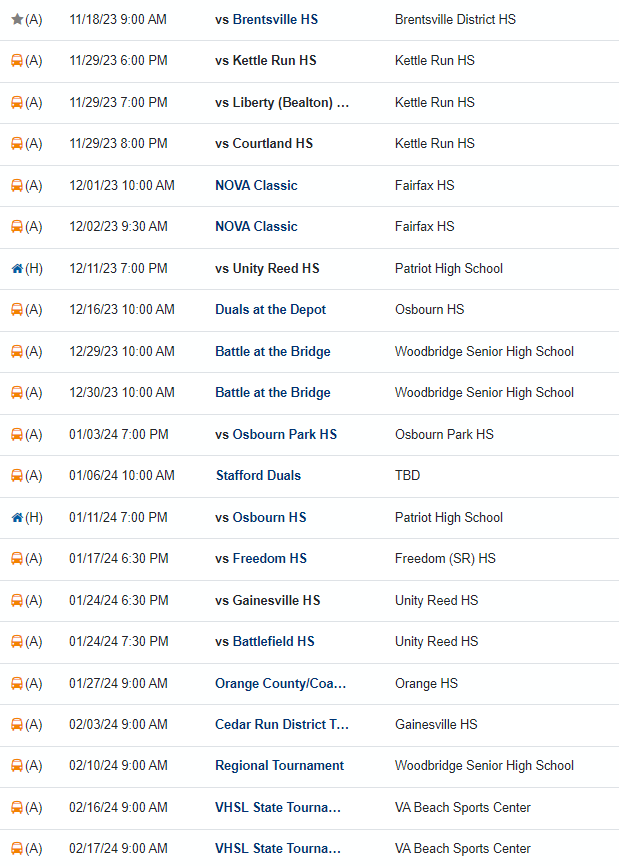 (A) 11/18/23 9:00 AM vs Brentsville HS Brentsville District HS
(A) 11/29/23 6:00 PM vs Kettle Run HS Kettle Run HS
(A) 11/29/23 7:00 PM vs Liberty (Bealton) ... Kettle Run HS
(A) 11/29/23 8:00 PM vs Courtland HS Kettle Run HS
(A) 12/01/23 10:00 AM NOVA Classic Fairfax HS
(A) 12/02/23 9:30 AM NOVA Classic Fairfax HS
(H) 12/11/23 7:00 PM vs Unity Reed HS Patriot High School
(A) 12/16/23 10:00 AM Duals at the Depot Osbourn HS
(A) 12/29/23 10:00 AM Battle at the Bridge Woodbridge Senior High School
(A) 12/30/23 10:00 AM Battle at the Bridge Woodbridge Senior High School
(A) 01/03/24 7:00 PM vs Osbourn Park HS Osbourn Park HS
(A) 01/06/24 10:00 AM Stafford Duals TBD
(H) 01/11/24 7:00 PM vs Osbourn HS Patriot High School
(A) 01/17/24 6:30 PM vs Freedom HS Freedom (SR) HS
(A) 01/24/24 6:30 PM vs Gainesville HS Unity Reed HS
(A) 01/24/24 7:30 PM vs Battlefield HS Unity Reed HS
(A) 01/27/24 9:00 AM Orange County/Coa... Orange HS
(A) 02/03/24 9:00 AM Cedar Run District T... Gainesville HS
(A) 02/10/24 9:00 AM Regional Tournament Woodbridge Senior High School
(A) 02/16/24 9:00 AM VHSL State Tourna... VA Beach Sports Center
(A) 02/17/24 9:00 AM VHSL State Tourna... VA Beach Sports Center